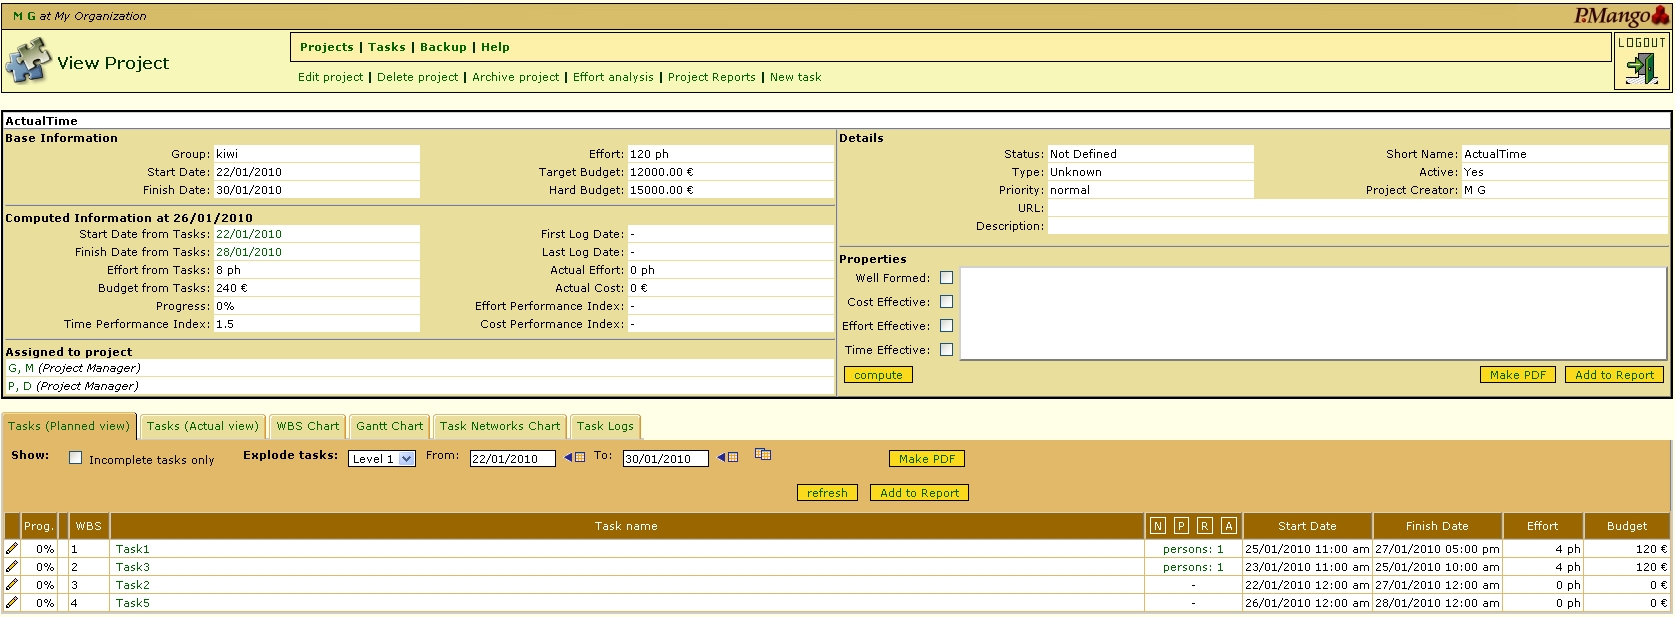 M G at My Organization
P.Mango
View Project
Projects | Tasks | Backup | Help
LOGOUT
Edit project | Delete project | Archive project | Effort analysis | Project Reports | New task
ActualTime
Base Information
Group: kiwi Effort: 120 ph
Start Date: 22/01/2010 Target Budget: 12000.00 €
Finish Date: 30/01/2010 Hard Budget: 15000.00 €
Computed Information at 26/01/2010
Start Date from Tasks: 22/01/2010 First Log Date: -
Finish Date from Tasks: 28/01/2010 Last Log Date: -
Effort from Tasks: 8 ph Actual Effort: 0 ph
Budget from Tasks: 240 € Actual Cost: 0 €
Progress: 0% Effort Performance Index: -
Time Performance Index: 1.5 Cost Performance Index: -
Assigned to project
G, M (Project Manager)
P, D (Project Manager)
Details
Status: Not Defined Short Name: ActualTime
Type: Unknown Active: Yes
Priority: normal Project Creator: M G
URL:
Description:
Properties
Well Formed:
Cost Effective:
Effort Effective:
Time Effective:
compute Make PDF Add to Report
Tasks (Planned view) Tasks (Actual view) WBS Chart Gantt Chart Task Networks Chart Task Logs
Show: Incomplete tasks only Explode tasks: Level 1 From: 22/01/2010 To: 30/01/2010 Make PDF
refresh Add to Report
Prog. WBS Task name N P R A Start Date Finish Date Effort Budget
0% 1 Task1 persons: 1 25/01/2010 11:00 am 27/01/2010 05:00 pm 4 ph 120 €
0% 2 Task3 persons: 1 23/01/2010 11:00 am 25/01/2010 10:00 am 4 ph 120 €
0% 3 Task2 - 22/01/2010 12:00 am 27/01/2010 12:00 am 0 ph 0 €
0% 4 Task5 - 26/01/2010 12:00 am 28/01/2010 12:00 am 0 ph 0 €